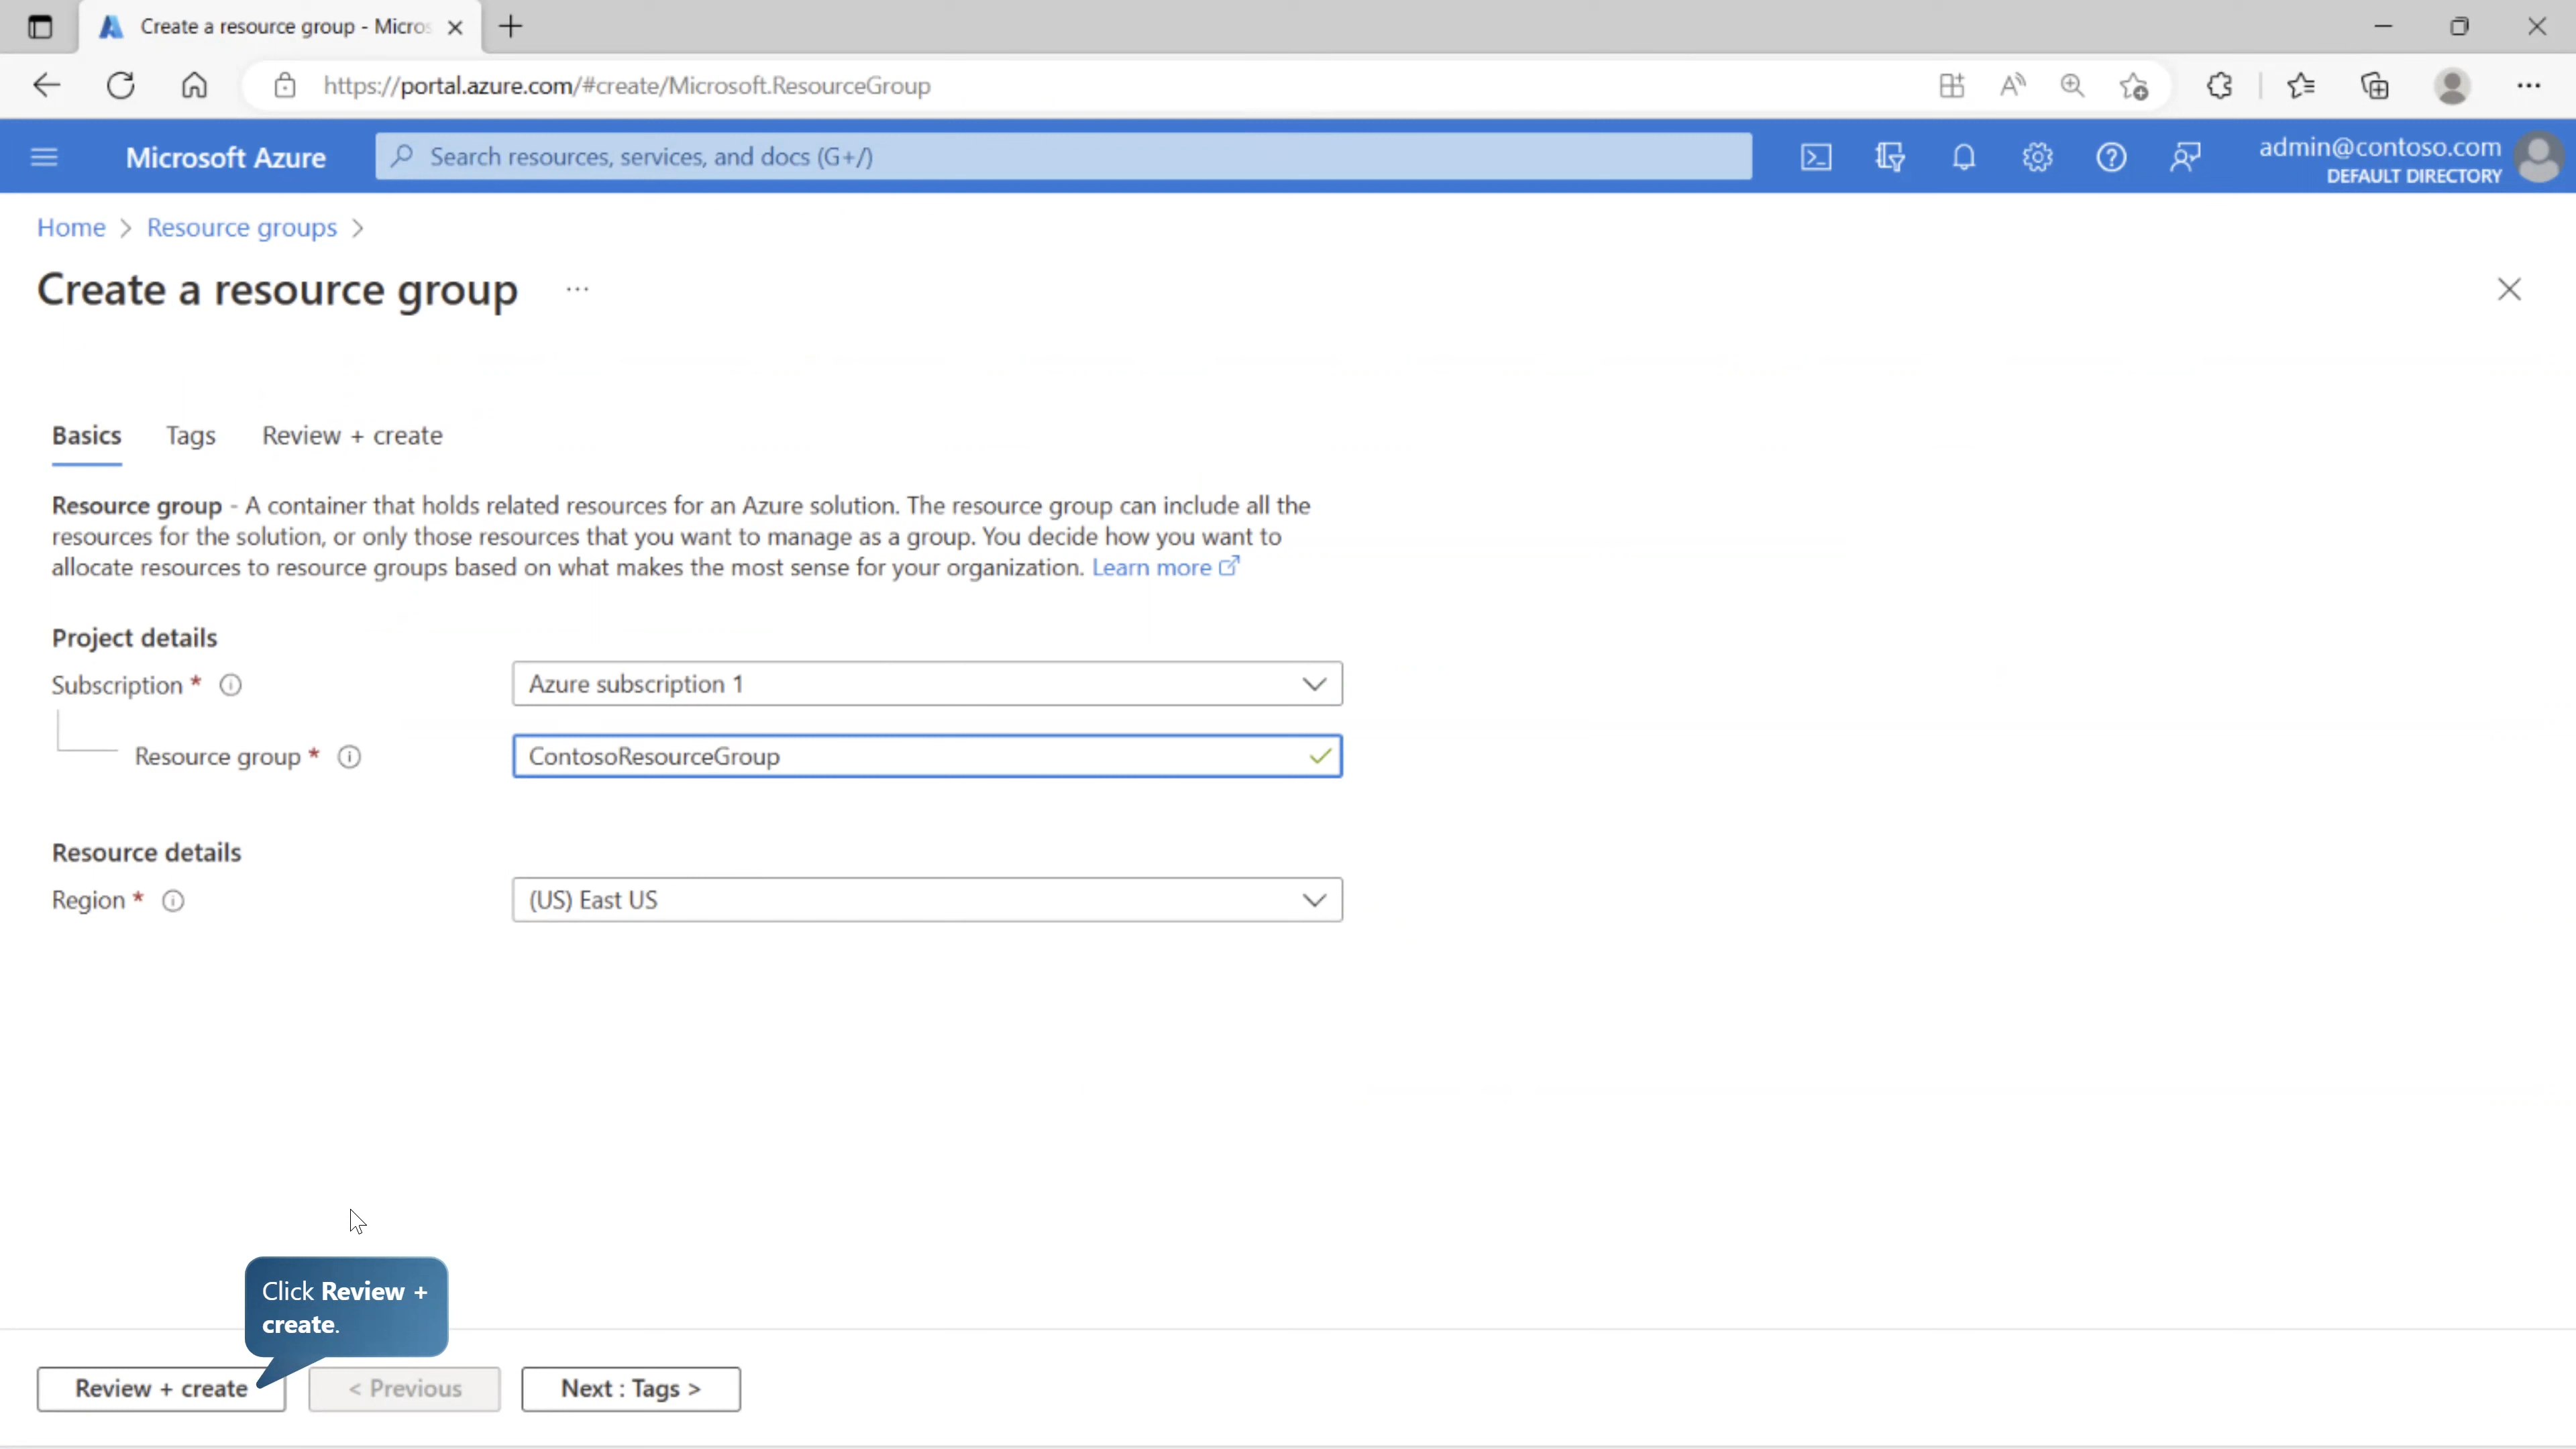 Create a resource group - Micros
https://portal.azure.com/#create/Microsoft.ResourceGroup
Microsoft Azure
Search resources, services, and docs (G+/)
admin@contoso.com
DEFAULT DIRECTORY
Home > Resource groups >
Create a resource group ...
Basics Tags Review + create
Resource group - A container that holds related resources for an Azure solution. The resource group can include all the
resources for the solution, or only those resources that you want to manage as a group. You decide how you want to
allocate resources to resource groups based on what makes the most sense for your organization. Learn more
Project details
Subscription * Azure subscription 1
Resource group * ContosoResourceGroup
Resource details
Region * (US) East US
Click Review +
create.
Review + create < Previous Next : Tags >